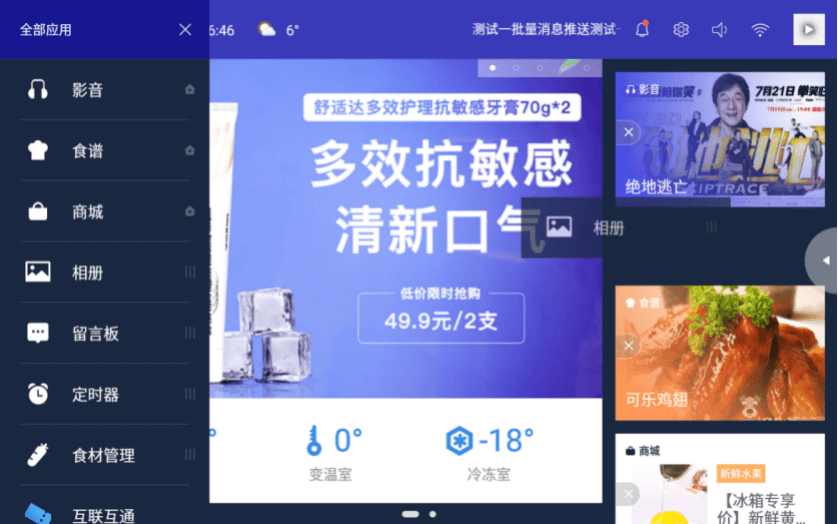 全部应用
6:46
6°
测试一批量消息推送测试
影音
食谱
商城
相册
留言板
定时器
食材管理
互联互通
舒适达多效护理抗敏感牙膏70g*2
多效抗敏感
清新口气
低价限时抢购
49.9元/2支
相册
0°
变温室
-18°
冷冻室
影音
7月21日
绝地逃亡
SKIPTRACE
食谱
可乐鸡翅
商城
新鲜水果
【冰箱专享
价】新鲜黄...